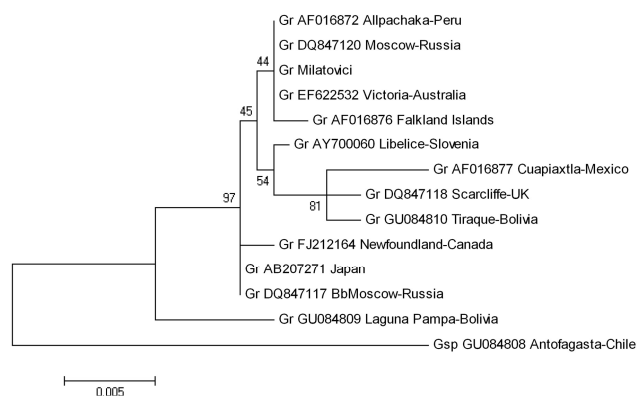 Gr AF016872 Allpachaka-Peru
Gr DQ847120 Moscow-Russia
44
Gr Milatovici
Gr EF622532 Victoria-Australia
45
Gr AF016876 Falkland Islands
Gr AY700060 Libelice-Slovenia
Gr AF016877 Cuapiaxtla-Mexico
54
Gr DQ847118 Scarcliffe-UK
97
81
Gr GU084810 Tiraque-Bolivia
Gr FJ212164 Newfoundland-Canada
Gr AB207271 Japan
Gr DQ847117 BbMoscow-Russia
Gr GU084809 Laguna Pampa-Bolivia
Gsp GU084808 Antofagasta-Chile
0.005